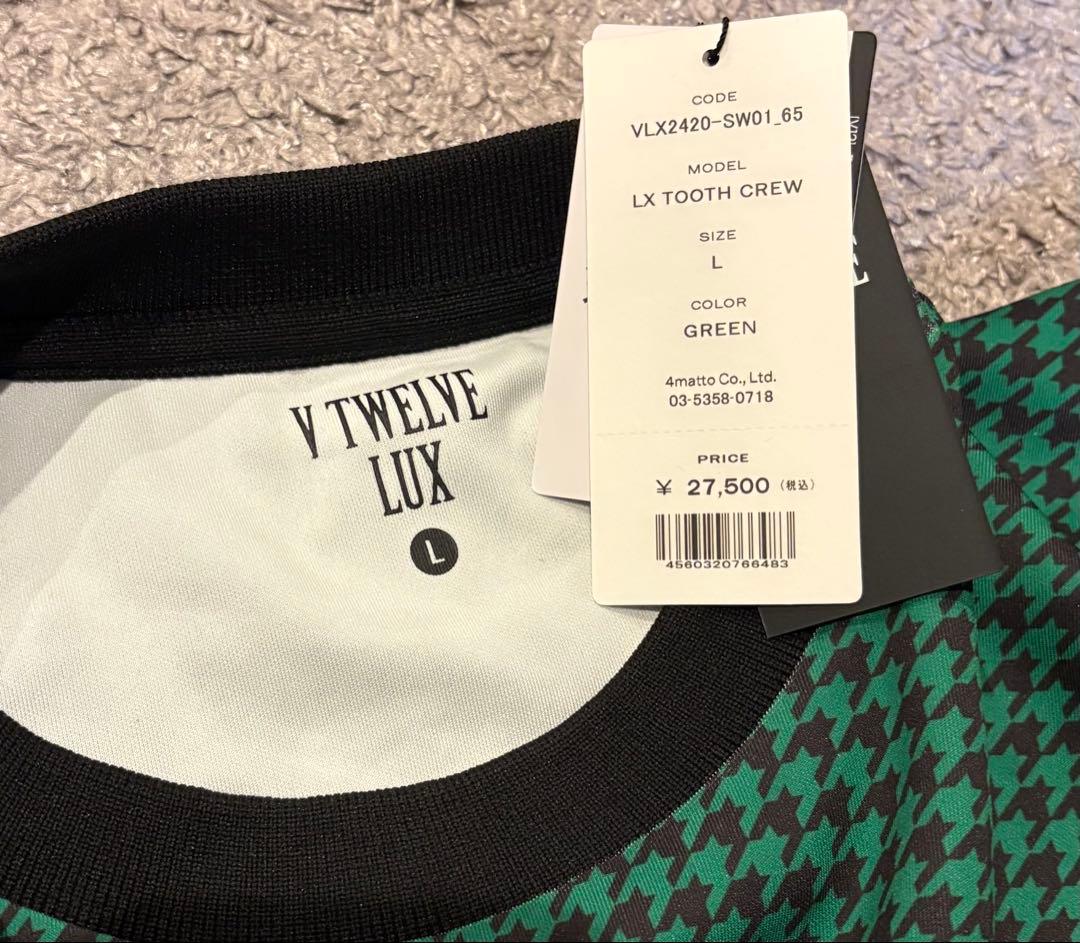 CODE
VLX2420-SW01_65
MODEL
LX TOOTH CREW
SIZE
L
COLOR
GREEN
4matto Co., Ltd.
03-5358-0718
PRICE
¥ 27,500 (税込)
4560320766483
V TWELVE
LUX
L